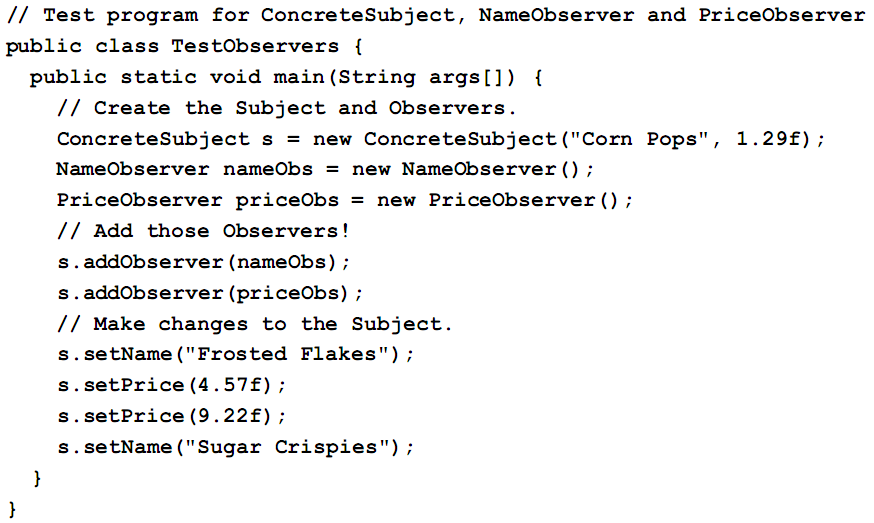 // Test program for ConcreteSubject, NameObserver and PriceObserver
public class TestObservers {
public static void main(String args[]) {
// Create the Subject and Observers.
ConcreteSubject s = new ConcreteSubject("Corn Pops", 1.29f);
NameObserver nameObs = new NameObserver();
PriceObserver priceObs = new PriceObserver();
// Add those Observers!
s.addObserver(nameObs);
s.addObserver(priceObs);
// Make changes to the Subject.
s.setName("Frosted Flakes");
s.setPrice(4.57f);
s.setPrice(9.22f);
s.setName("Sugar Crispies");
}
}